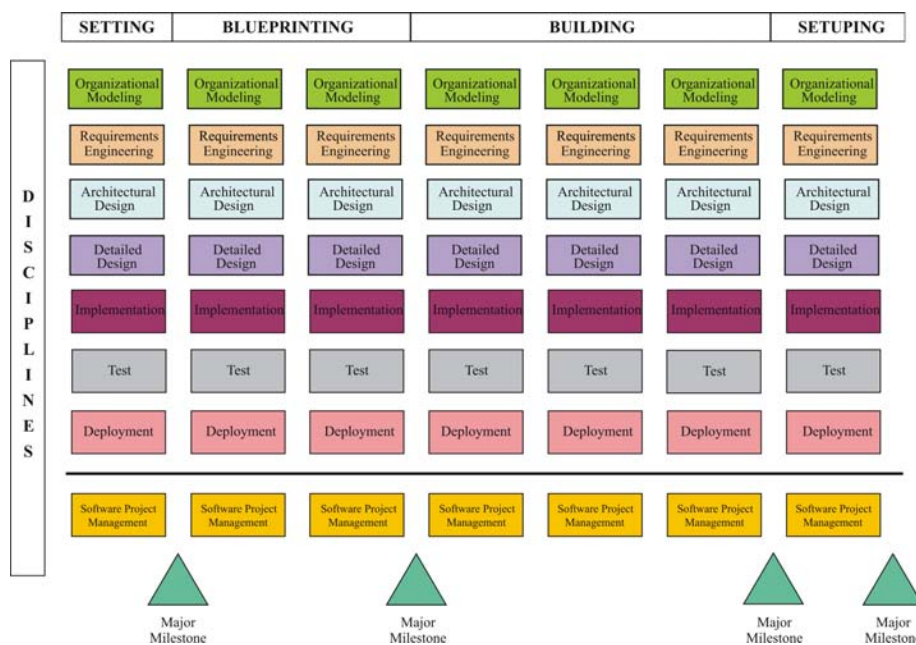 SETTING BLUEPRINTING BUILDING SETUPING
DISCIPLINES
Organizational Organizational Organizational Organizational Organizational Organizational Organizational
Modeling Modeling Modeling Modeling Modeling Modeling Modeling
Requirements Requirements Requirements Requirements Requirements Requirements Requirements
Engineering Engineering Engineering Engineering Engineering Engineering Engineering
Architectural Architectural Architectural Architectural Architectural Architectural Architectural
Design Design Design Design Design Design Design
Detailed Detailed Detailed Detailed Detailed Detailed Detailed
Design Design Design Design Design Design Design
Implementation Implementation Implementation Implementation Implementation Implementation Implementation
Test Test Test Test Test Test Test
Deployment Deployment Deployment Deployment Deployment Deployment Deployment
Software Project Software Project Software Project Software Project Software Project Software Project Software Project
Management Management Management Management Management Management Management
Major Major Major Major
Milestone Milestone Milestone Milestone